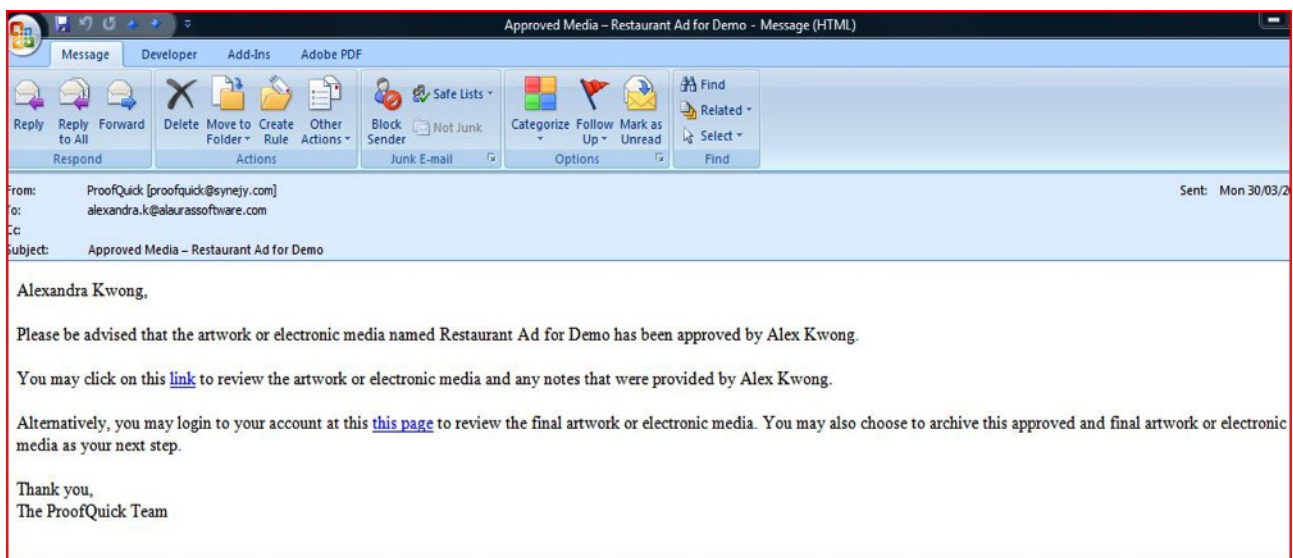 Approved Media – Restaurant Ad for Demo - Message (HTML)
Message Developer Add-Ins Adobe PDF
Reply Reply to All Forward Delete Move to Folder Create Rule Other Actions Block Sender Safe Lists Not Junk Categorize Follow Up Mark as Unread Find Related Select
Respond Actions Junk E-mail Options Find
From: ProofQuick [proofquick@synejy.com] Sent: Mon 30/03/2
To: alexandra.k@alaurassoftware.com
Cc:
Subject: Approved Media – Restaurant Ad for Demo
Alexandra Kwong,
Please be advised that the artwork or electronic media named Restaurant Ad for Demo has been approved by Alex Kwong.
You may click on this link to review the artwork or electronic media and any notes that were provided by Alex Kwong.
Alternatively, you may login to your account at this this page to review the final artwork or electronic media. You may also choose to archive this approved and final artwork or electronic
media as your next step.
Thank you,
The ProofQuick Team